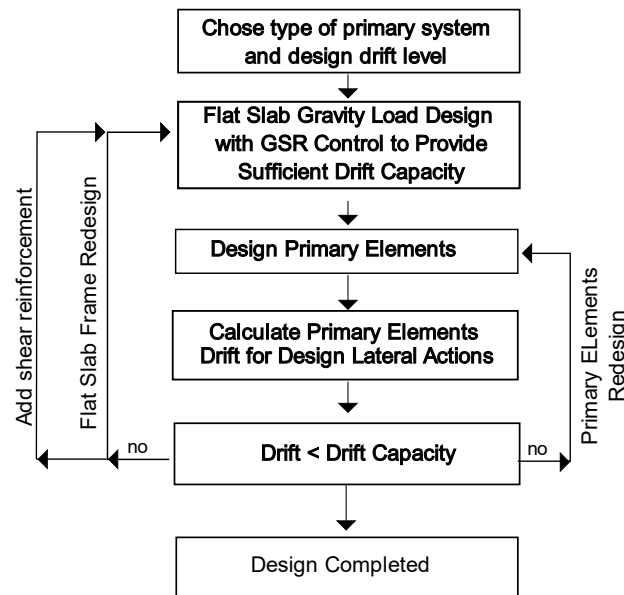 Chose type of primary system
and design drift level
Flat Slab Gravity Load Design
with GSR Control to Provide
Sufficient Drift Capacity
Add shear reinforcement
Flat Slab Frame Redesign
Design Primary Elements
Calculate Primary Elements
Drift for Design Lateral Actions
Primary ELements
Redesign
no
Drift < Drift Capacity
no
Design Completed